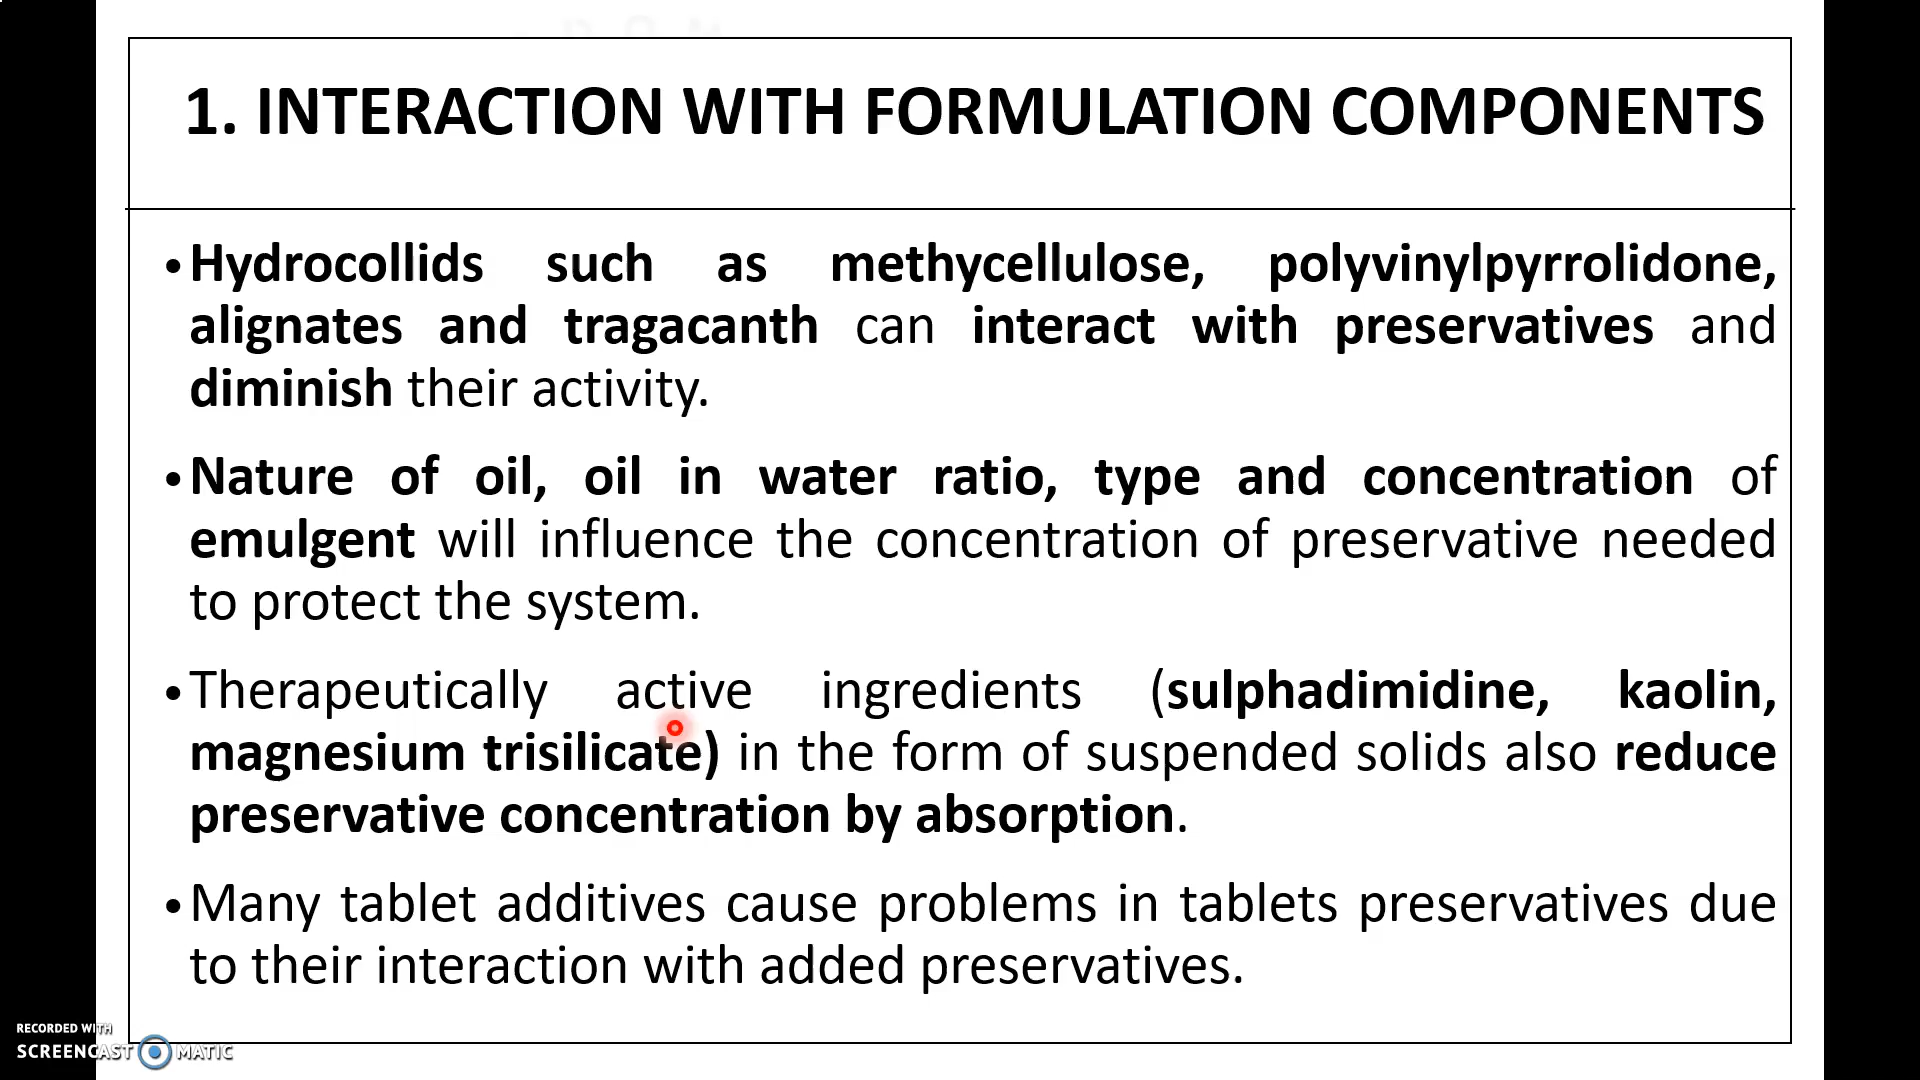 1. INTERACTION WITH FORMULATION COMPONENTS
•Hydrocollids such as methycellulose, polyvinylpyrrolidone,
alignates and tragacanth can interact with preservatives and
diminish their activity.
•Nature of oil, oil in water ratio, type and concentration of
emulgent will influence the concentration of preservative needed
to protect the system.
•Therapeutically active ingredients (sulphadimidine, kaolin,
magnesium trisilicate) in the form of suspended solids also reduce
preservative concentration by absorption.
•Many tablet additives cause problems in tablets preservatives due
to their interaction with added preservatives.
RECORDED WITH
SCREENCAST MATIC